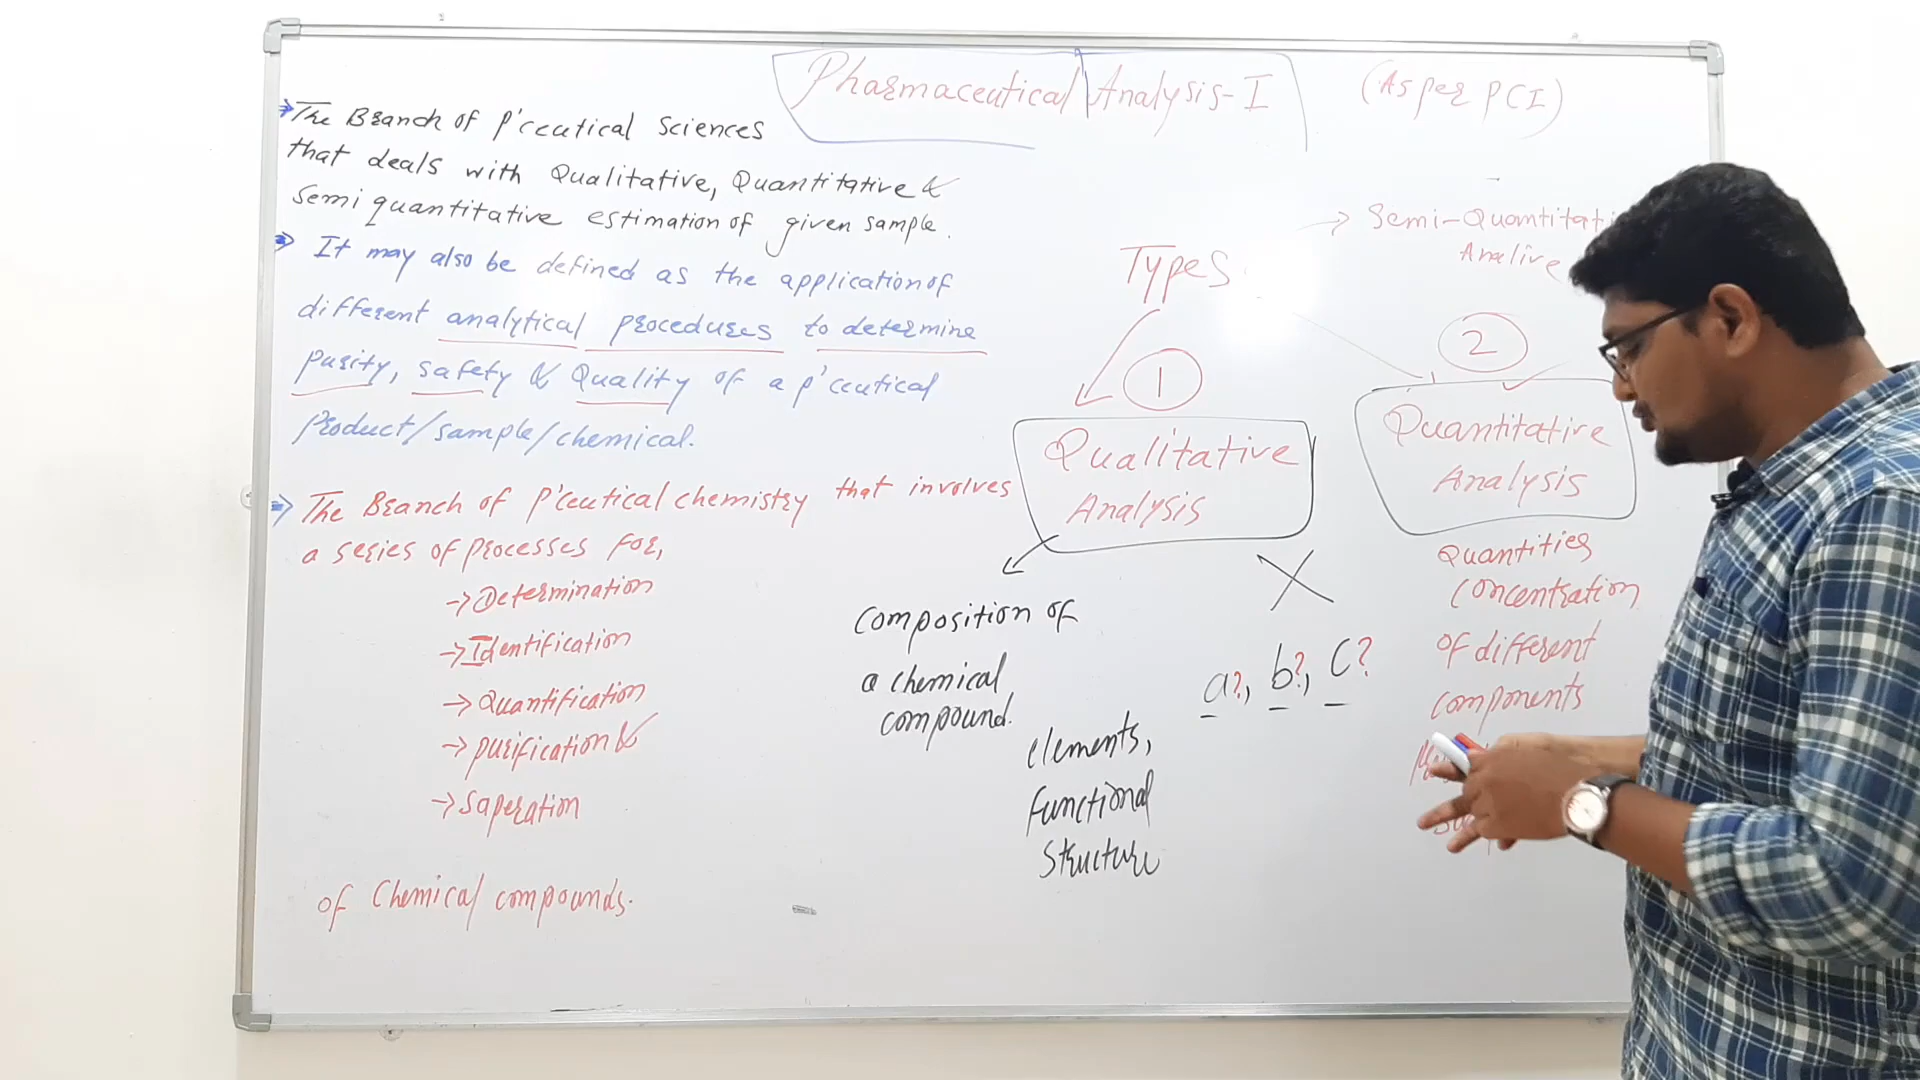 Pharmaceutical Analysis-I (As per PCI)
→The Branch of p'ceutical sciences
that deals with Qualitative, Quantitative &
semi quantitative estimation of given sample.
→ It may also be defined as the application of
different analytical procedures to determine
purity, safety & Quality of a p'ceutical
product/sample/chemical.
→ The Branch of p'ceutical chemistry that involves
a series of processes for,
→Determination
→Identification
→Quantification
→purification &
→saperation
of chemical compounds.
Types
→ Semi-Quantitati
Analive
1
Qualitative
Analysis
composition of
a chemical
compound.
elements,
functional
structure
a?, b?, c?
2
Quantitative
Analysis
Quantities
concentration
of different
components